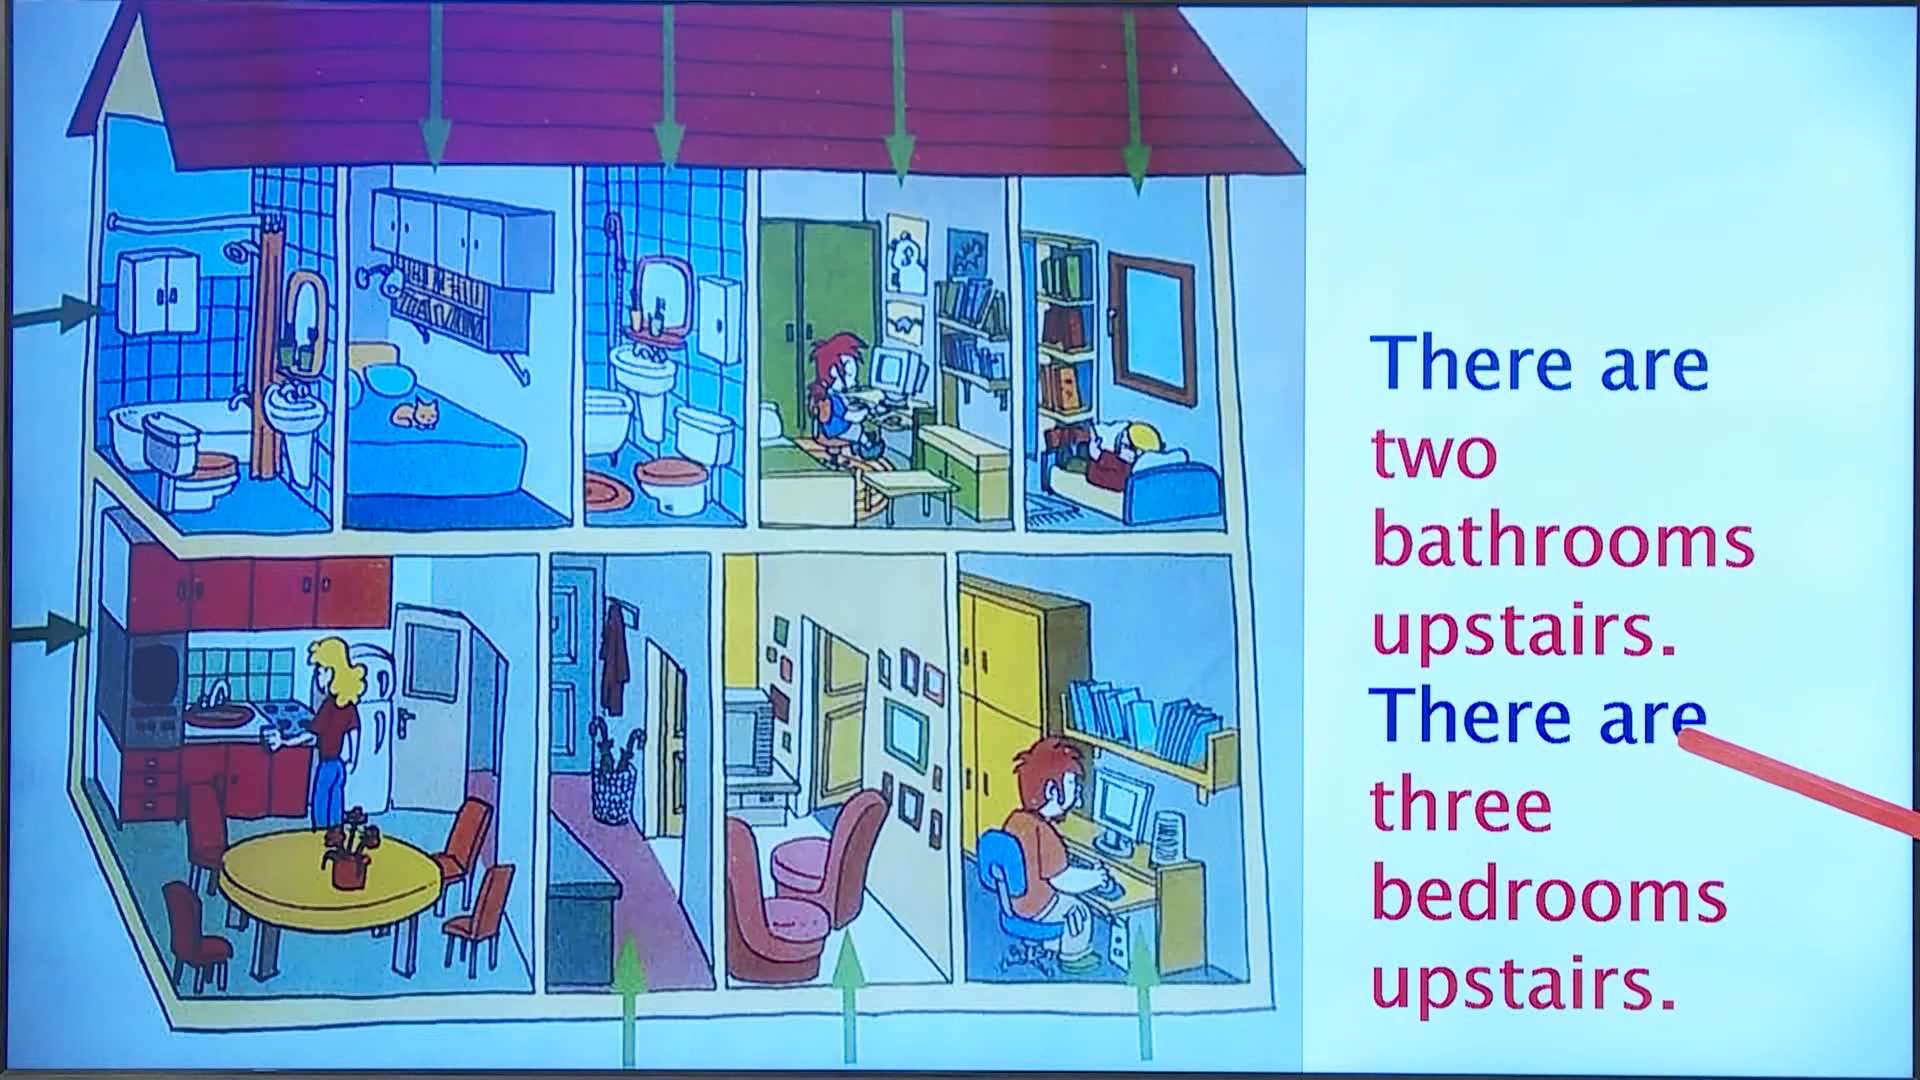 There are
two
bathrooms
upstairs.
There are
three
bedrooms
upstairs.